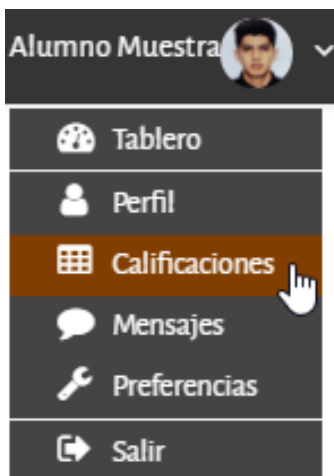 Alumno Muestra
Tablero
Perfil
Calificaciones
Mensajes
Preferencias
Salir